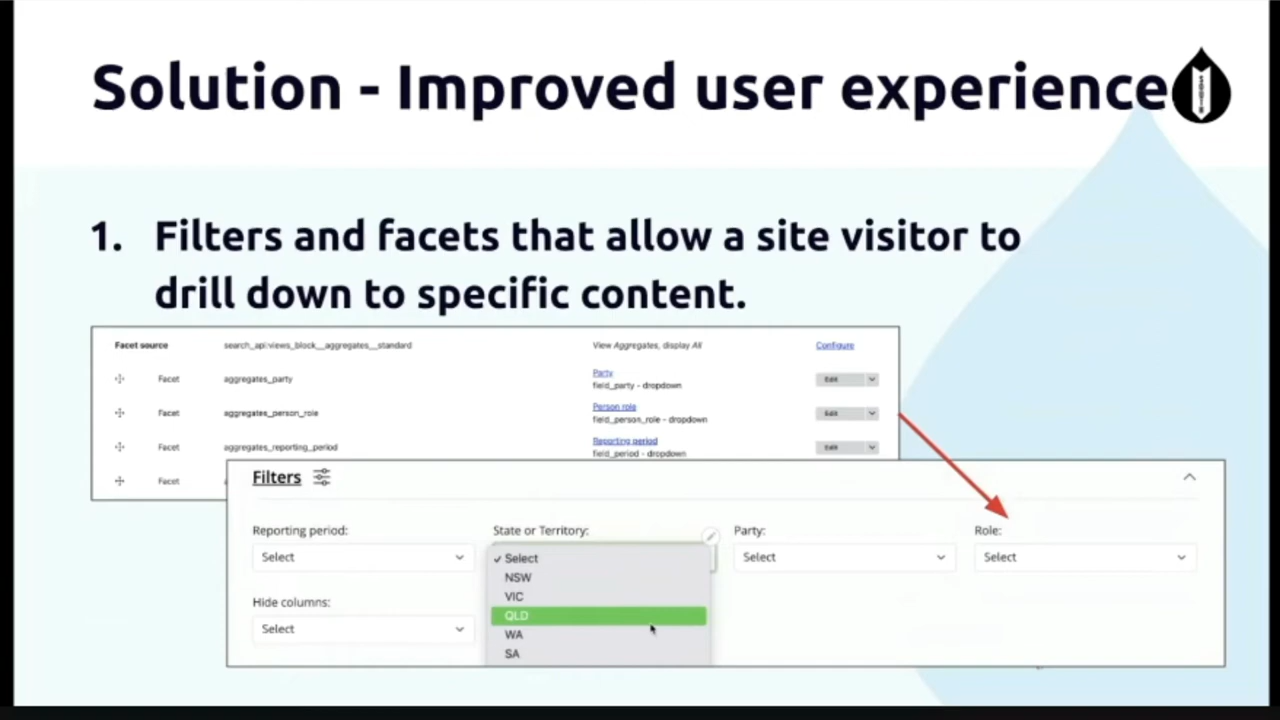 Solution - Improved user experience
1. Filters and facets that allow a site visitor to
drill down to specific content.
Facet source search_api:views_block__aggregates__standard View Aggregates, display All Configure
Facet aggregates_party Party Edit
field_party - dropdown
Facet aggregates_person_role Person role Edit
field_person_role - dropdown
Facet aggregates_reporting_period Reporting period Edit
field_period - dropdown
Facet
Filters
Reporting period: State or Territory: Party: Role:
Select Select Select Select
NSW
VIC
Hide columns: QLD
Select WA
SA